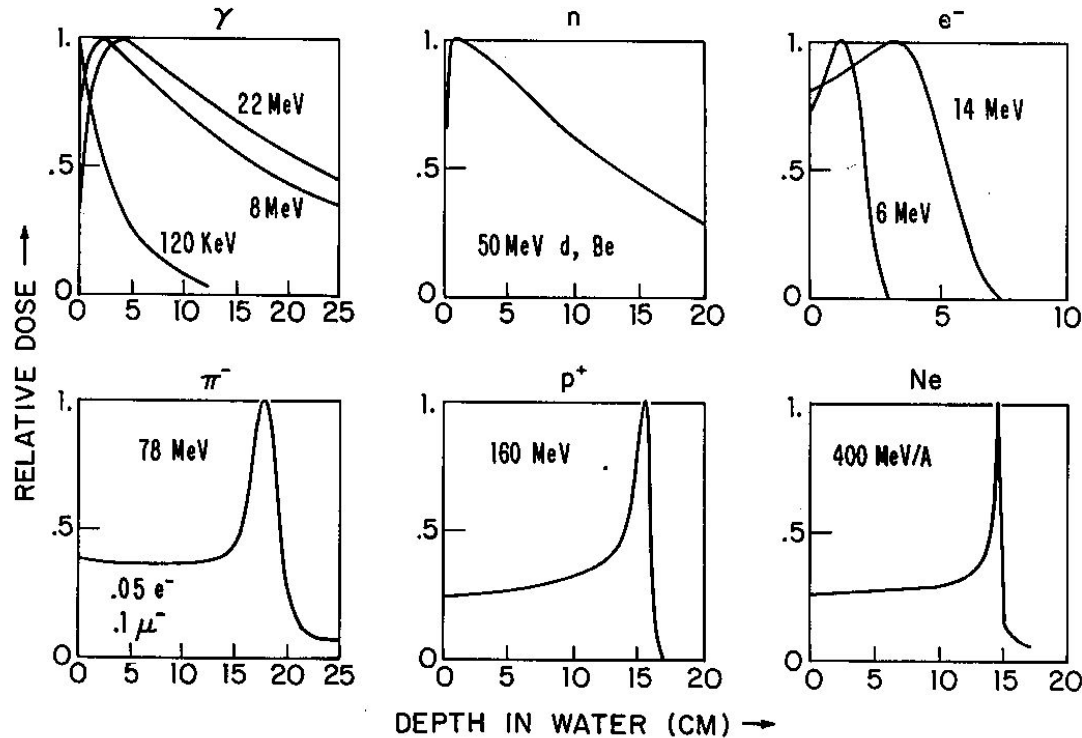 γ
n
e⁻
RELATIVE DOSE →
1.
.5
0
22 MeV
8 MeV
120 KeV
0 5 10 15 20 25
1.
.5
0
50 MeV d, Be
0 5 10 15 20
1.
.5
0
14 MeV
6 MeV
0 5 10
π⁻
p⁺
Ne
1.
.5
0
78 MeV
.05 e⁻
.1 μ⁻
0 5 10 15 20 25
1.
.5
0
160 MeV
0 5 10 15 20
1.
.5
0
400 MeV/A
0 5 10 15 20
DEPTH IN WATER (CM) →